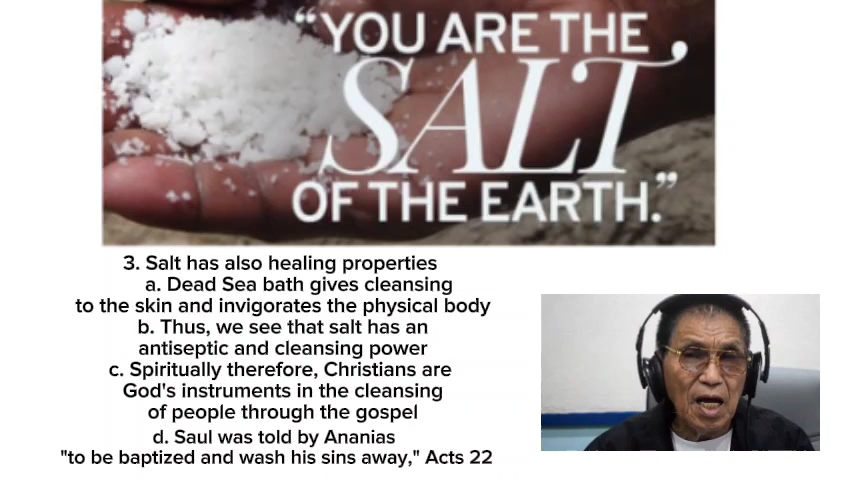 “YOU ARE THE
SALT
OF THE EARTH.”
3. Salt has also healing properties
a. Dead Sea bath gives cleansing
to the skin and invigorates the physical body
b. Thus, we see that salt has an
antiseptic and cleansing power
c. Spiritually therefore, Christians are
God's instruments in the cleansing
of people through the gospel
d. Saul was told by Ananias
"to be baptized and wash his sins away," Acts 22